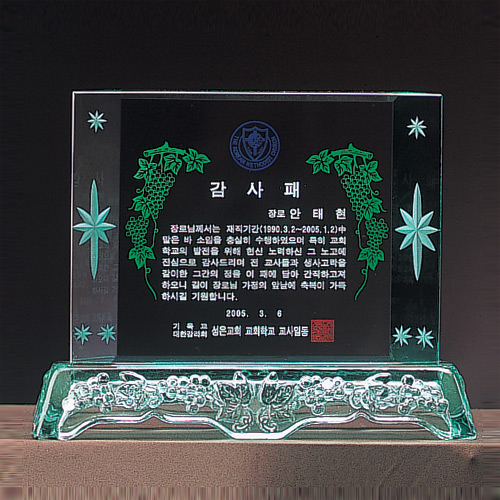 THE KOREAN METHODIST CHURCH
감사패
장로 안태현
장로님께서는 재직기간(1990.3.2~2005.1.2)中
맡은 바 소임을 충실히 수행하였으며 특히 교회
학교의 발전을 위해 헌신 노력하신 그 노고에
진심으로 감사드리며 전 교사들과 성사고락을
같이한 그간의 정을 이 패에 담아 간직하고저
하오니 길이 장로님 가정의 앞날에 축복이 가득
하시길 기원합니다.
2005. 3. 6
기독교
대한감리회 성은교회 교회학교 교사일동